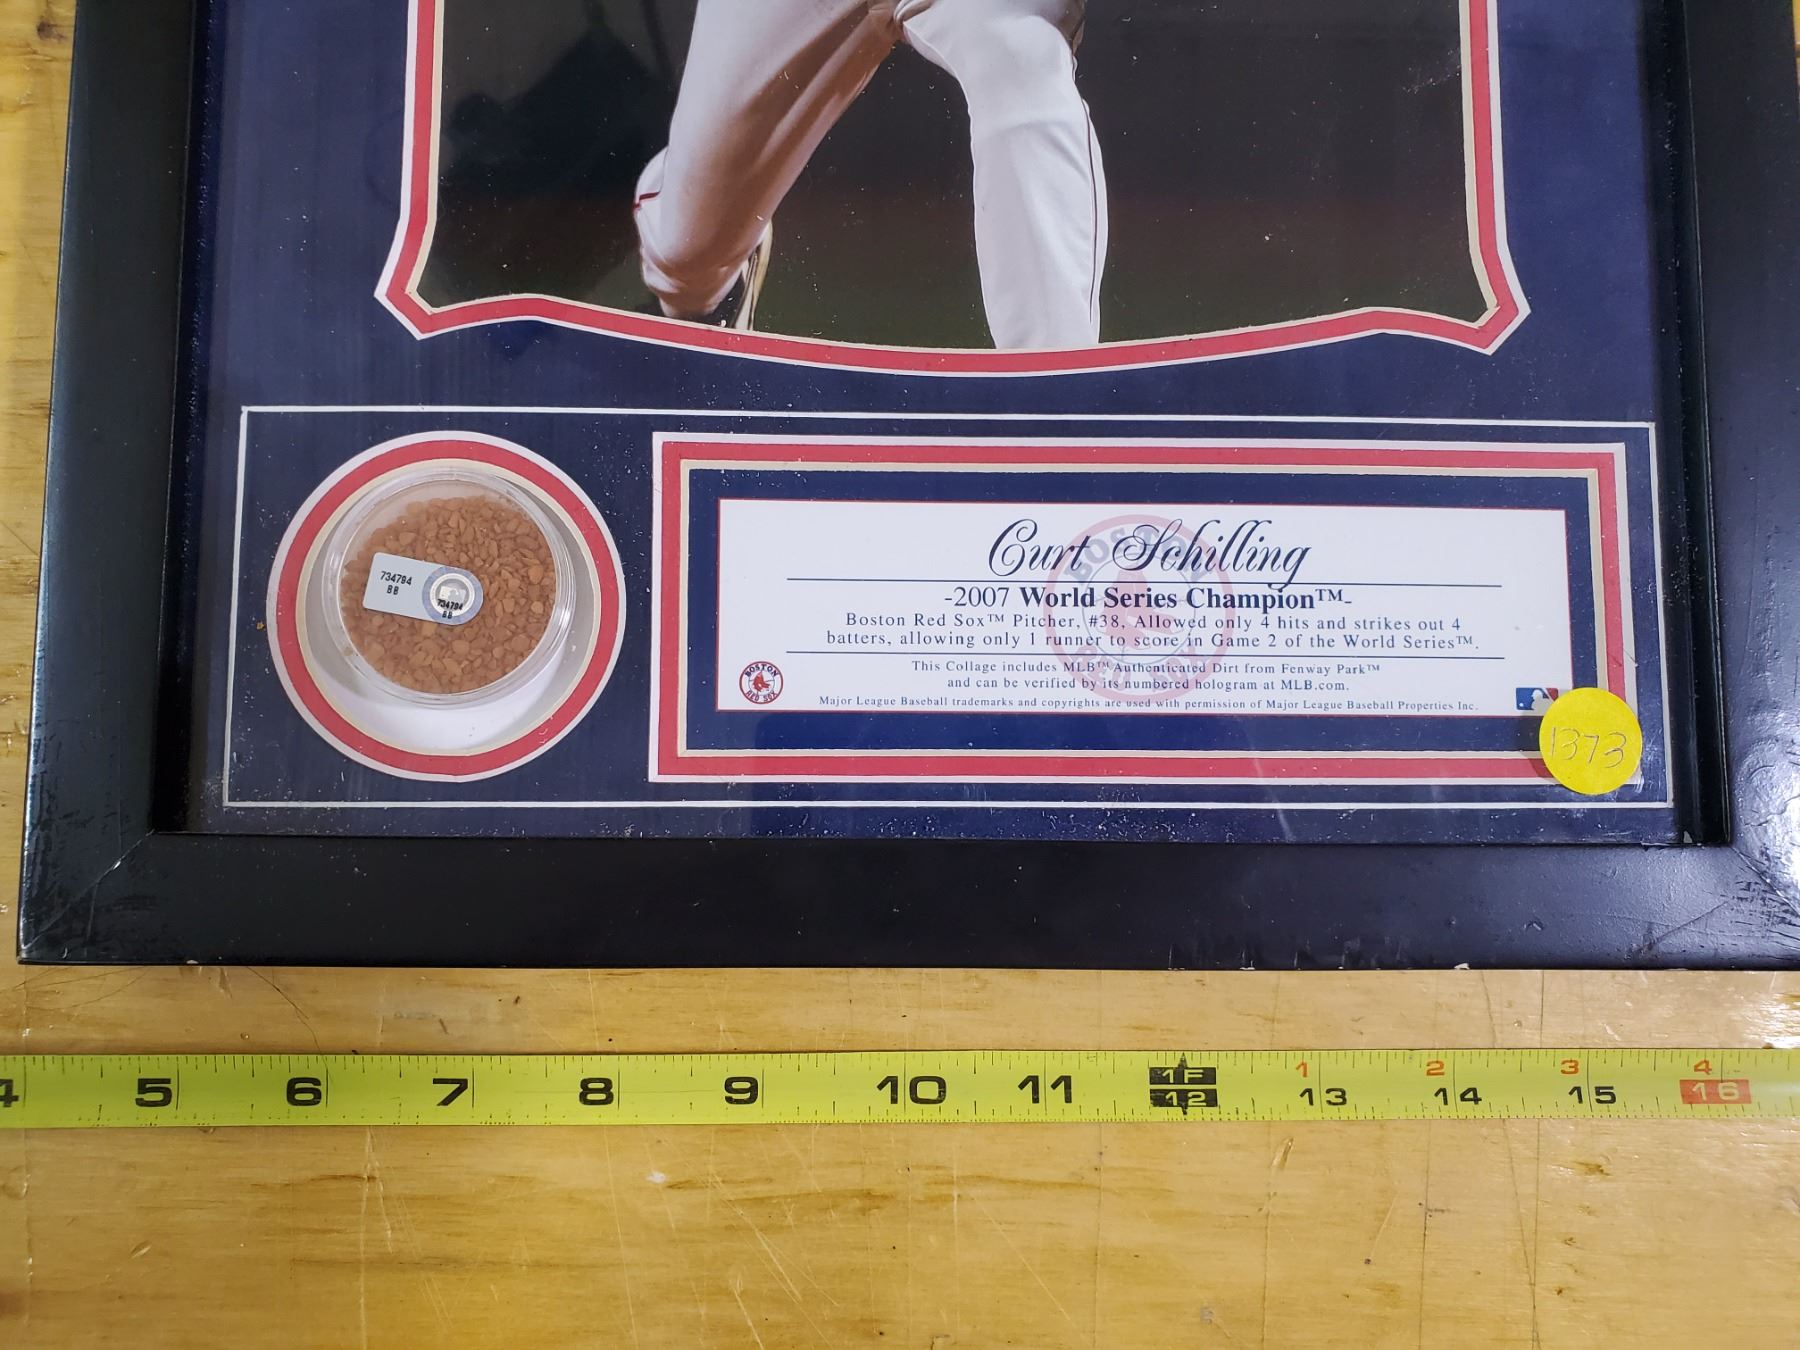 734794
BB
734794
BB
Curt Schilling
-2007 World Series Champion™-
Boston Red Sox™ Pitcher, #38, Allowed only 4 hits and strikes out 4
batters, allowing only 1 runner to score in Game 2 of the World Series™.
This Collage includes MLB™ Authenticated Dirt from Fenway Park™
and can be verified by its numbered hologram at MLB.com.
Major League Baseball trademarks and copyrights are used with permission of Major League Baseball Properties Inc.
BOSTON
RED SOX
BOSTON
RED SOX
1373
4 5 6 7 8 9 10 11 1F 1 2 3 4
12 13 14 15 16